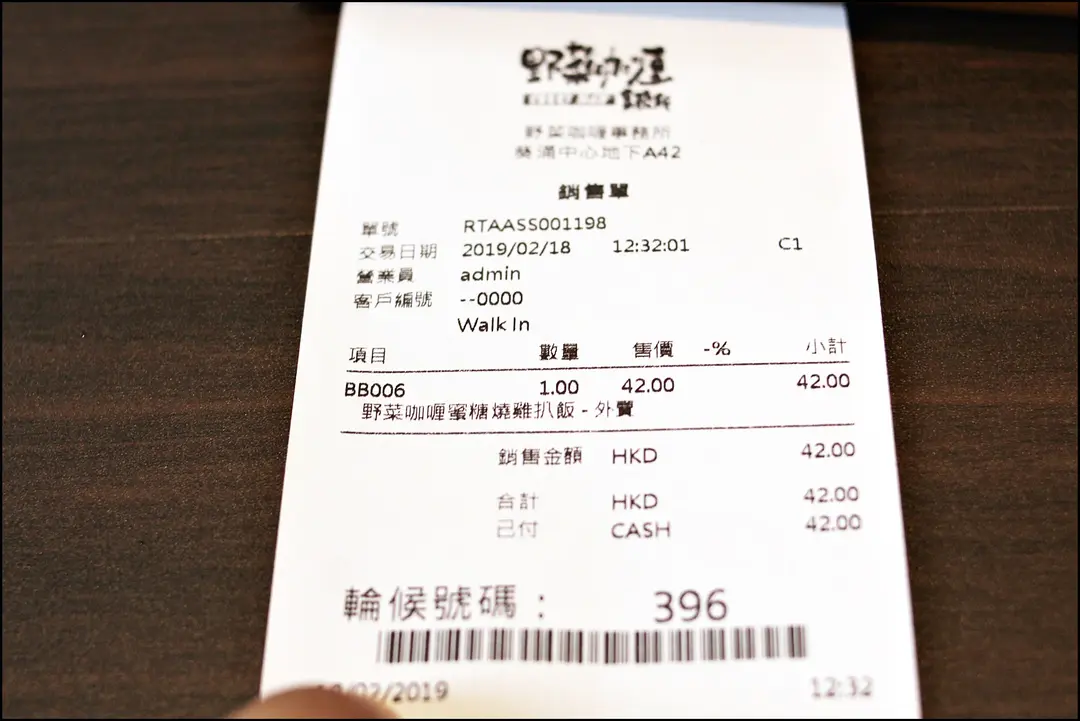 野菜咖喱
野菜咖喱事務所
葵涌中心地下A42
銷售單
單號 RTAASS001198
交易日期 2019/02/18 12:32:01 C1
營業員 admin
客戶編號 --0000
Walk In
項目 數量 售價 -% 小計
BB006 1.00 42.00 42.00
野菜咖喱蜜糖燒雞扒飯 - 外賣
銷售金額 HKD 42.00
合計 HKD 42.00
已付 CASH 42.00
輪候號碼： 396
/02/2019 12:32